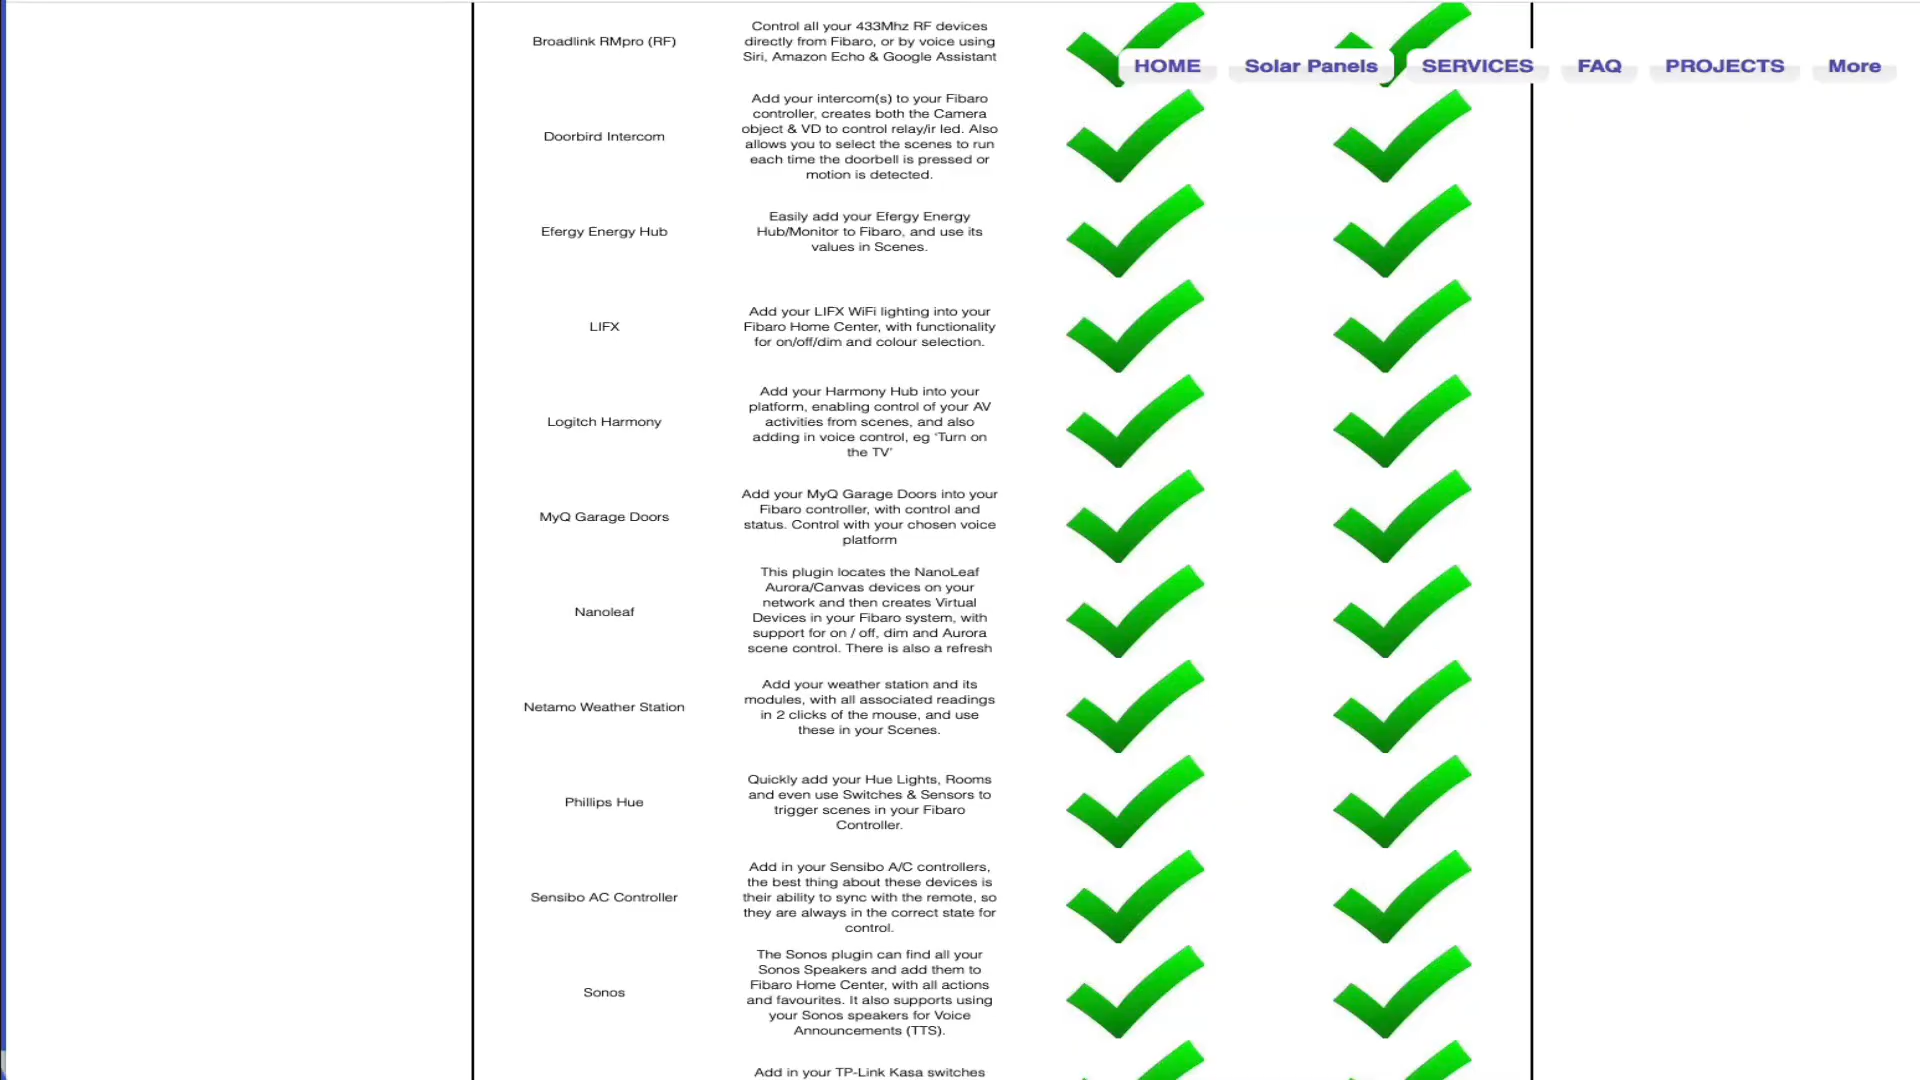 HOME
Solar Panels
SERVICES
FAQ
PROJECTS
More
Broadlink RMpro (RF)
Control all your 433Mhz RF devices
directly from Fibaro, or by voice using
Siri, Amazon Echo & Google Assistant
Doorbird Intercom
Add your intercom(s) to your Fibaro
controller, creates both the Camera
object & VD to control relay/ir led. Also
allows you to select the scenes to run
each time the doorbell is pressed or
motion is detected.
Efergy Energy Hub
Easily add your Efergy Energy
Hub/Monitor to Fibaro, and use its
values in Scenes.
LIFX
Add your LIFX WiFi lighting into your
Fibaro Home Center, with functionality
for on/off/dim and colour selection.
Logitch Harmony
Add your Harmony Hub into your
platform, enabling control of your AV
activities from scenes, and also
adding in voice control, eg 'Turn on
the TV'
MyQ Garage Doors
Add your MyQ Garage Doors into your
Fibaro controller, with control and
status. Control with your chosen voice
platform
Nanoleaf
This plugin locates the NanoLeaf
Aurora/Canvas devices on your
network and then creates Virtual
Devices in your Fibaro system, with
support for on / off, dim and Aurora
scene control. There is also a refresh
Netamo Weather Station
Add your weather station and its
modules, with all associated readings
in 2 clicks of the mouse, and use
these in your Scenes.
Phillips Hue
Quickly add your Hue Lights, Rooms
and even use Switches & Sensors to
trigger scenes in your Fibaro
Controller.
Sensibo AC Controller
Add in your Sensibo A/C controllers,
the best thing about these devices is
their ability to sync with the remote, so
they are always in the correct state for
control.
Sonos
The Sonos plugin can find all your
Sonos Speakers and add them to
Fibaro Home Center, with all actions
and favourites. It also supports using
your Sonos speakers for Voice
Announcements (TTS).
Add in your TP-Link Kasa switches